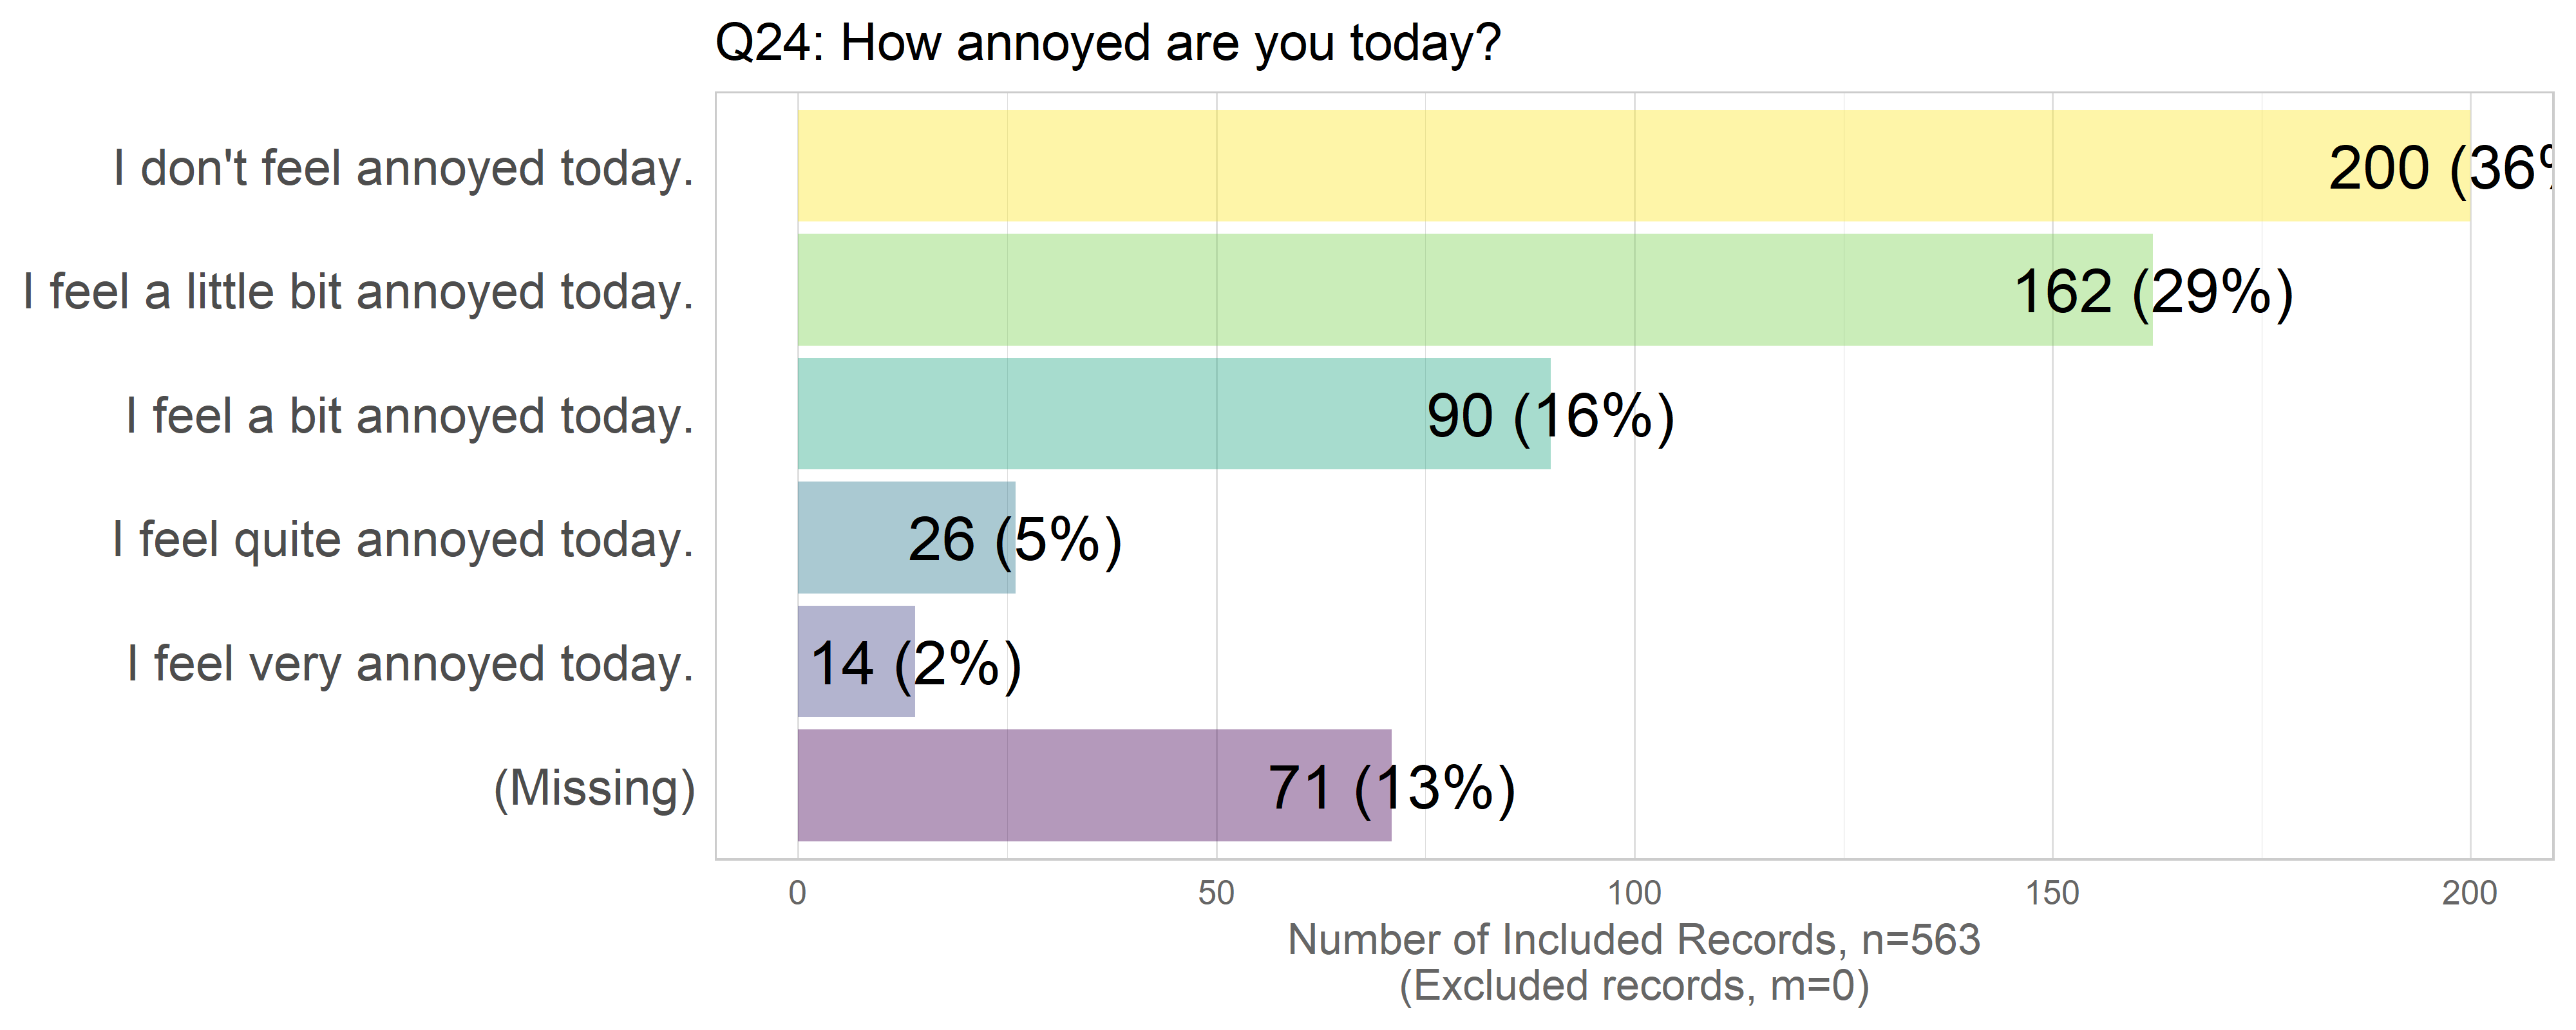 Q24: How annoyed are you today?
I don't feel annoyed today.
200 (36%
I feel a little bit annoyed today.
162 (29%)
I feel a bit annoyed today.
90 (16%)
I feel quite annoyed today.
26 (5%)
I feel very annoyed today.
14 (2%)
(Missing)
71 (13%)
0 50 100 150 200
Number of Included Records, n=563
(Excluded records, m=0)